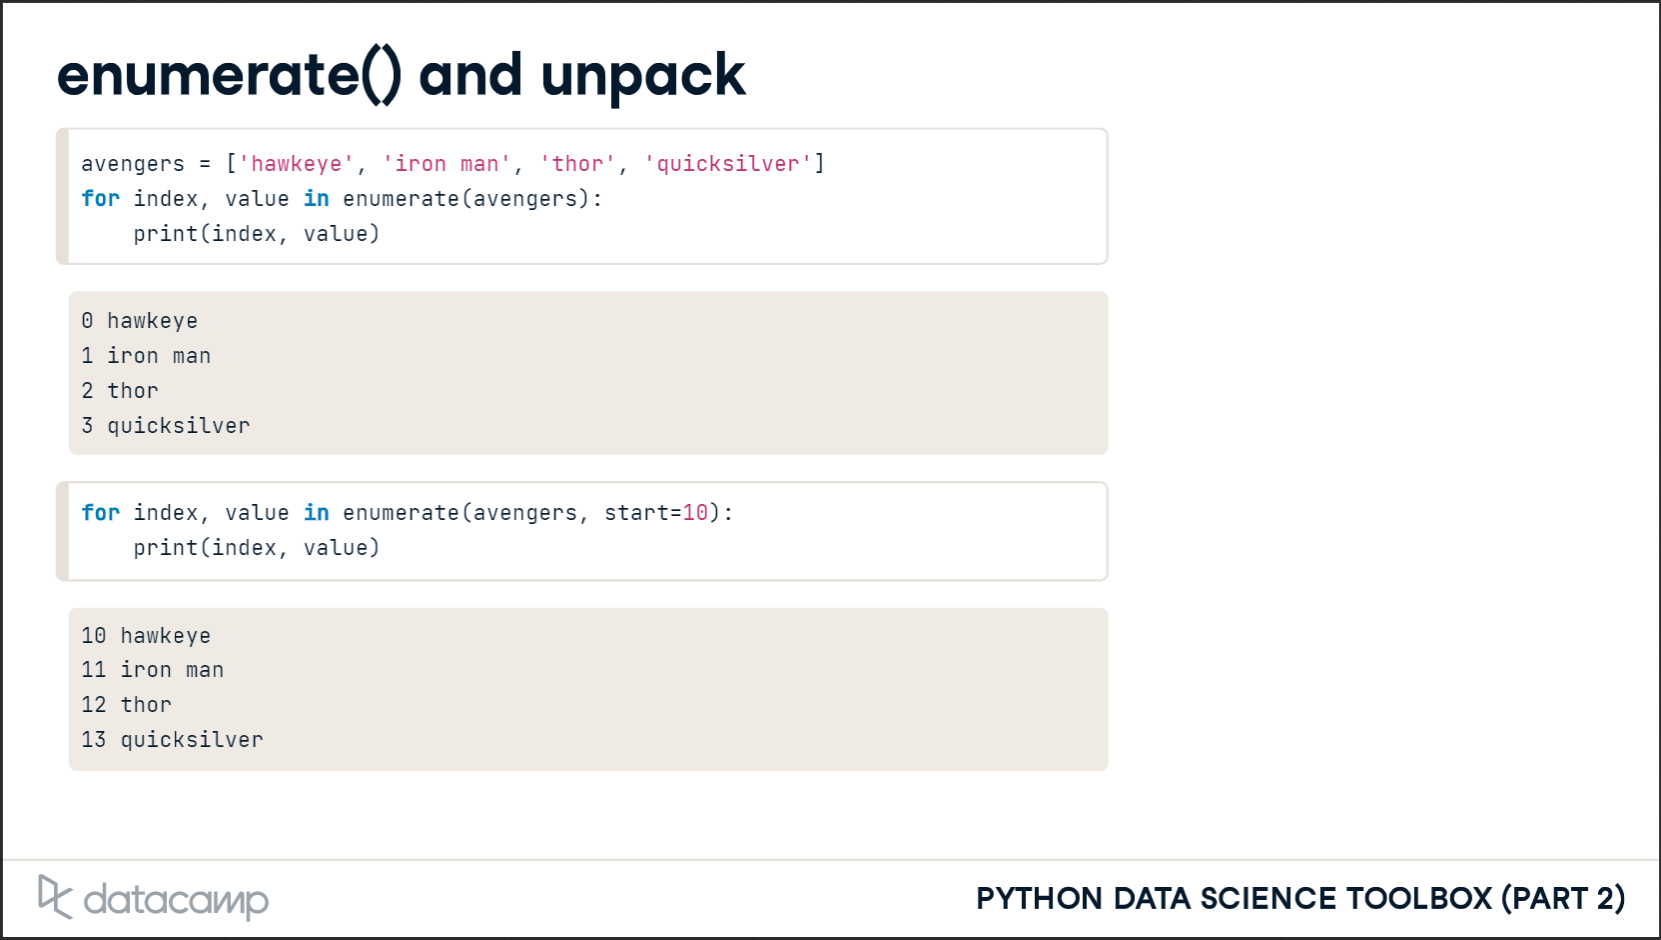 enumerate() and unpack
avengers = ['hawkeye', 'iron man', 'thor', 'quicksilver']
for index, value in enumerate(avengers):
    print(index, value)
0 hawkeye
1 iron man
2 thor
3 quicksilver
for index, value in enumerate(avengers, start=10):
    print(index, value)
10 hawkeye
11 iron man
12 thor
13 quicksilver
datacamp
PYTHON DATA SCIENCE TOOLBOX (PART 2)